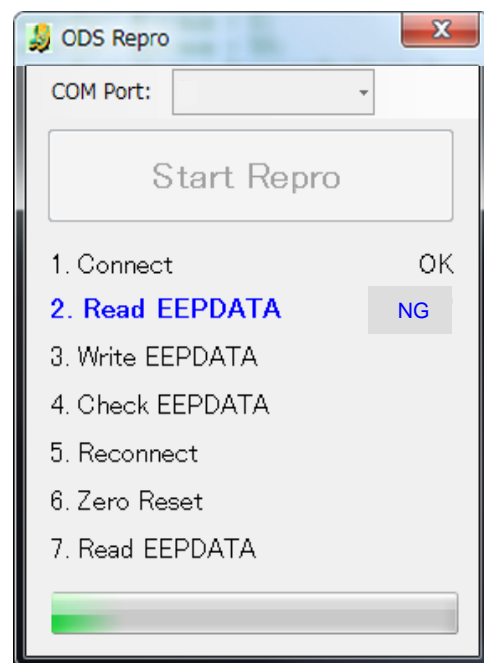 ODS Repro
COM Port:
Start Repro
1. Connect OK
2. Read EEPDATA NG
3. Write EEPDATA
4. Check EEPDATA
5. Reconnect
6. Zero Reset
7. Read EEPDATA